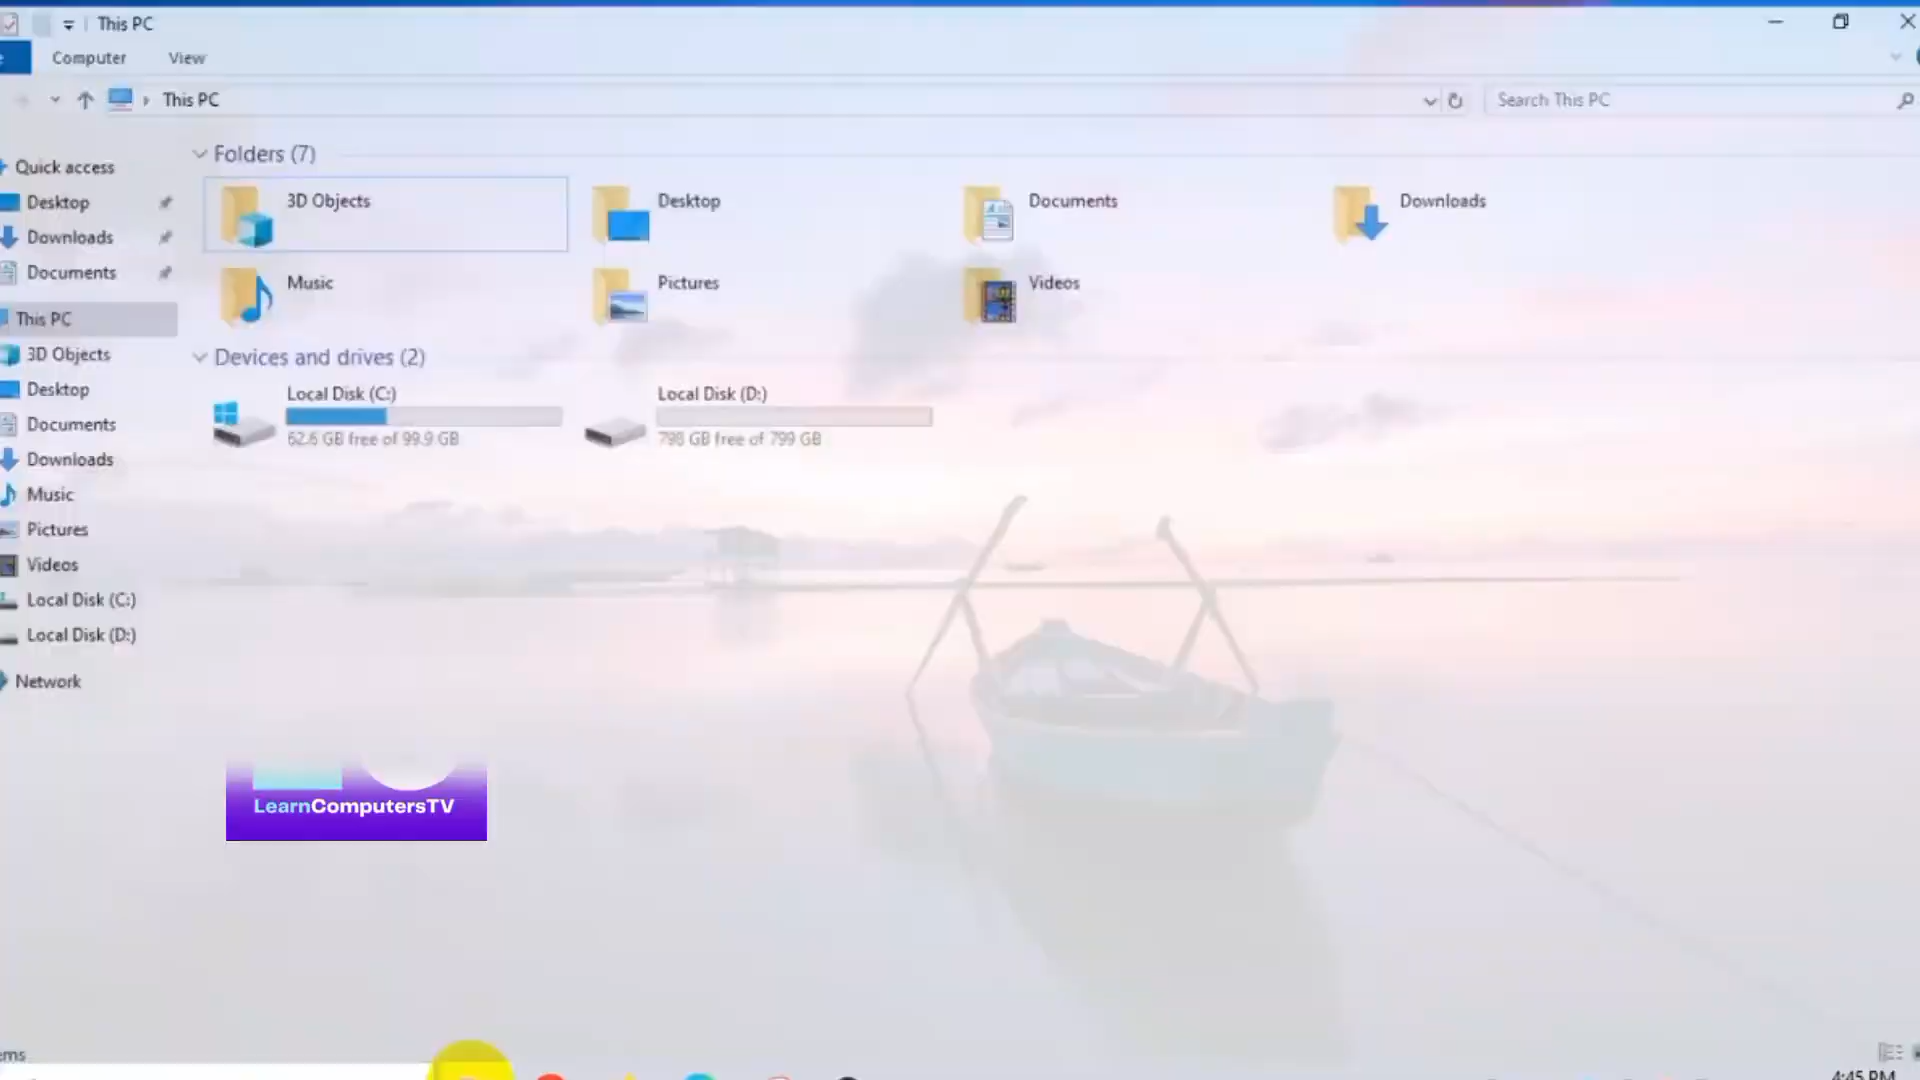 This PC
Computer View
This PC
Search This PC
Quick access
Desktop
Downloads
Documents
This PC
3D Objects
Desktop
Documents
Downloads
Music
Pictures
Videos
Local Disk (C:)
Local Disk (D:)
Network
Folders (7)
3D Objects
Desktop
Documents
Downloads
Music
Pictures
Videos
Devices and drives (2)
Local Disk (C:)
62.6 GB free of 99.9 GB
Local Disk (D:)
798 GB free of 799 GB
LearnComputersTV
4:45 PM